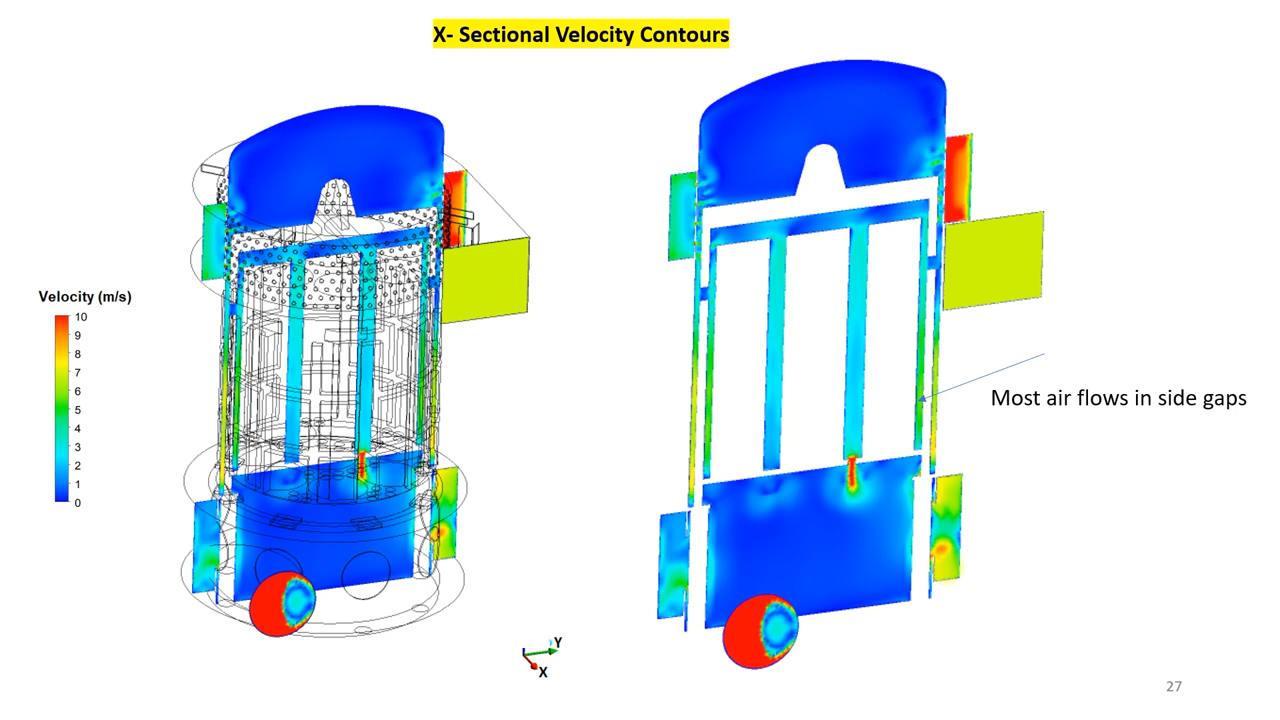 X- Sectional Velocity Contours
Velocity (m/s)
10
9
8
7
6
5
4
3
2
1
0
Most air flows in side gaps
Y
X
27